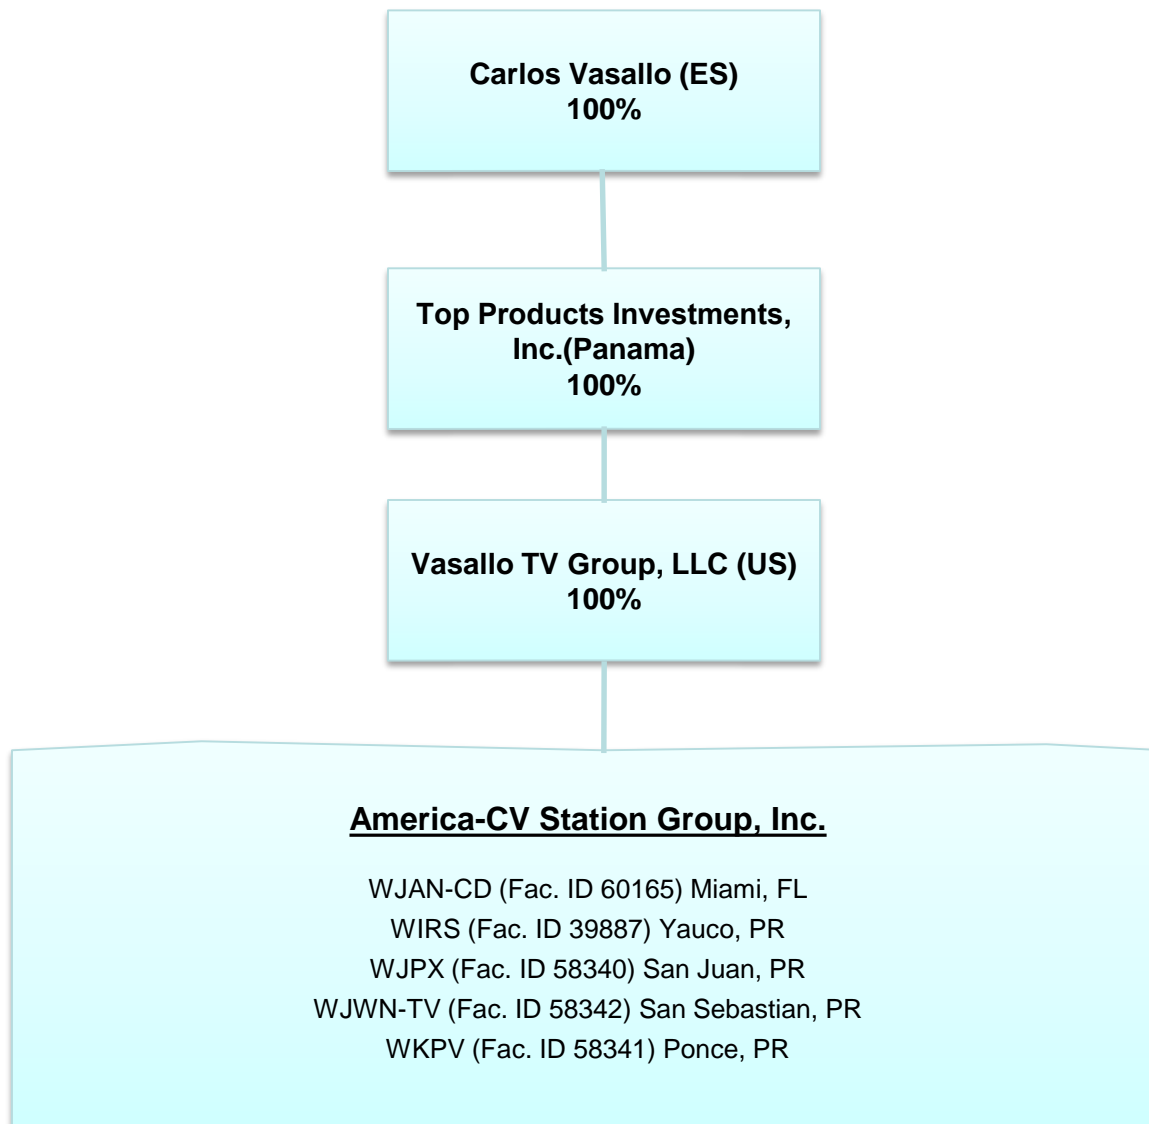 Carlos Vasallo (ES)
100%
Top Products Investments,
Inc.(Panama)
100%
Vasallo TV Group, LLC (US)
100%
America-CV Station Group, Inc.
WJAN-CD (Fac. ID 60165) Miami, FL
WIRS (Fac. ID 39887) Yauco, PR
WJPX (Fac. ID 58340) San Juan, PR
WJWN-TV (Fac. ID 58342) San Sebastian, PR
WKPV (Fac. ID 58341) Ponce, PR